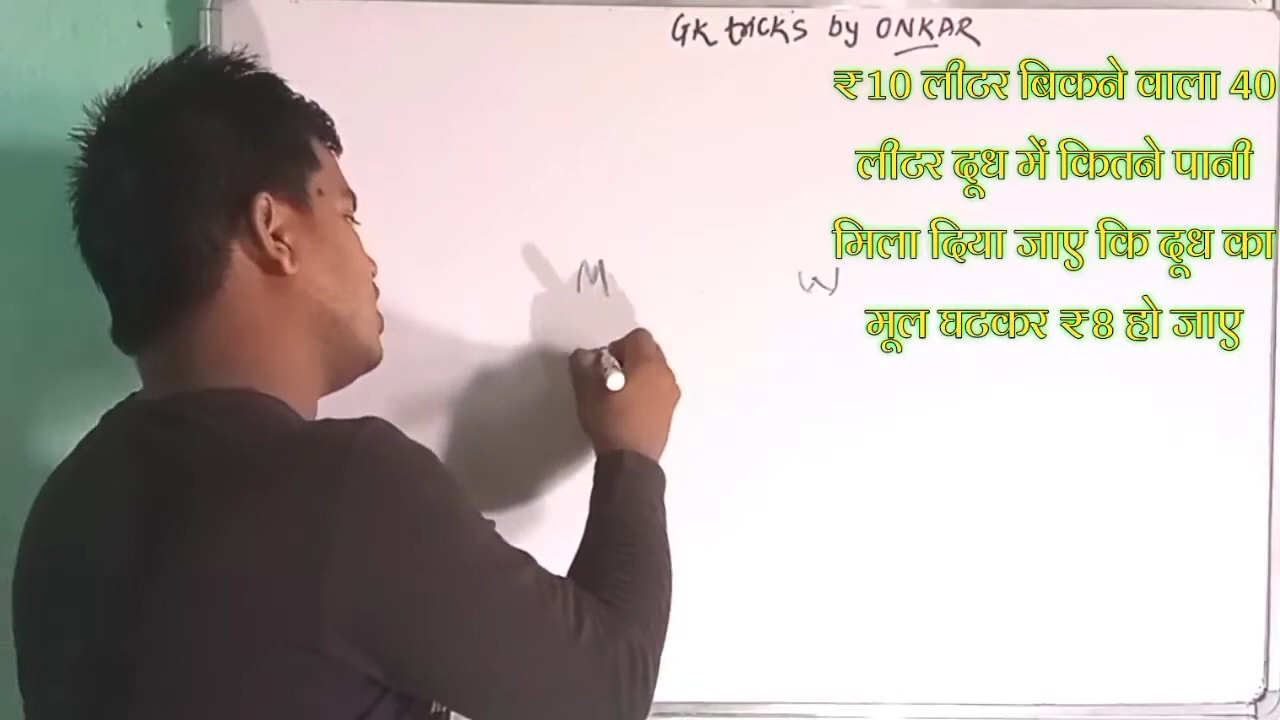 GK tricks by ONKAR
₹10 लीटर बिकने वाला 40
लीटर दूध में कितने पानी
मिला दिया जाए कि दूध का
मूल घटकर ₹8 हो जाए
M W